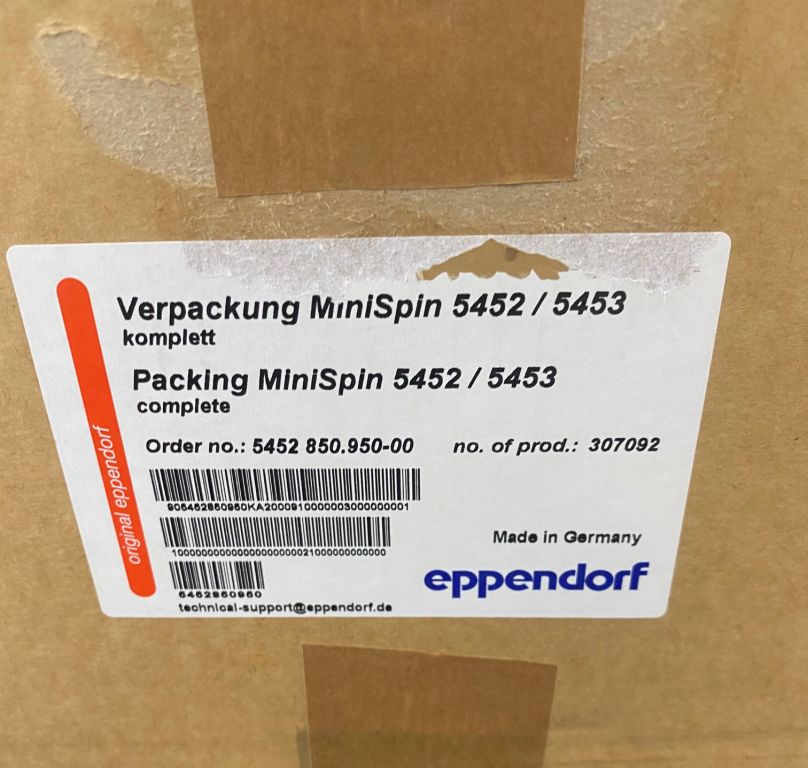 Verpackung MiniSpin 5452 / 5453
komplett
Packing MiniSpin 5452 / 5453
complete
Order no.: 5452 850.950-00 no. of prod.: 307092
5452850950
technical-support@eppendorf.de
Made in Germany
eppendorf
original eppendorf